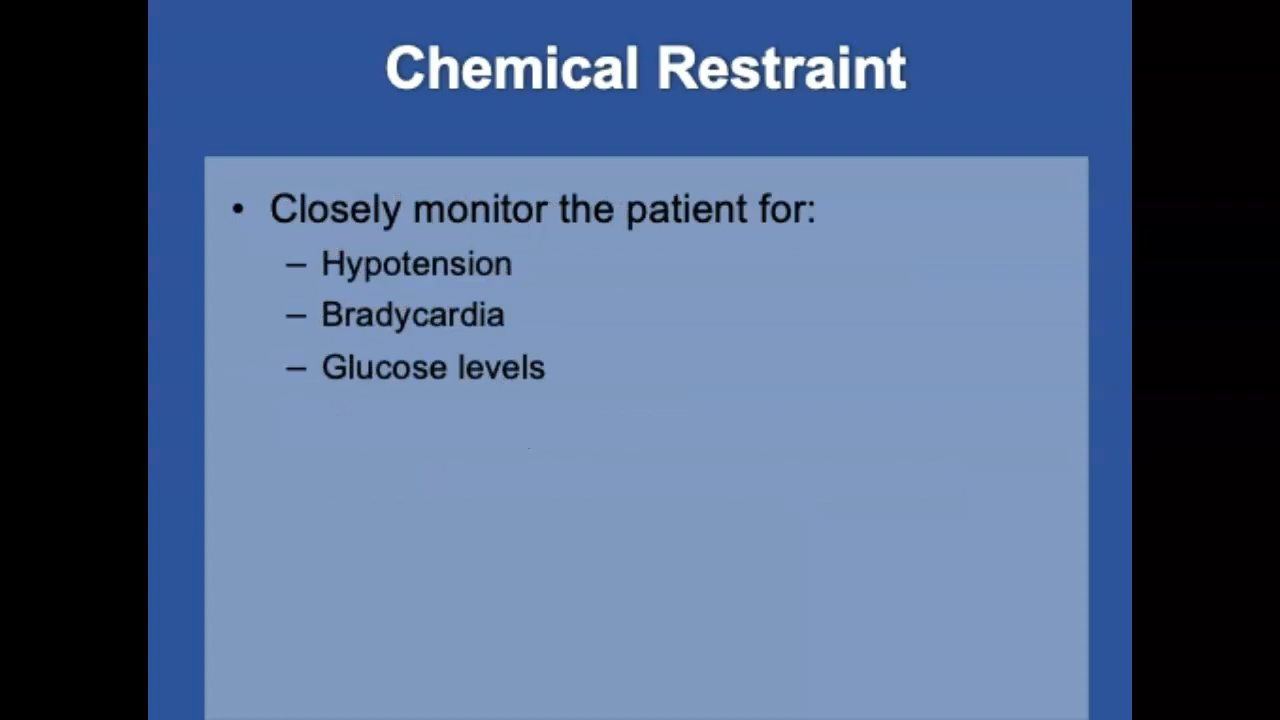 Chemical Restraint
• Closely monitor the patient for:
– Hypotension
– Bradycardia
– Glucose levels